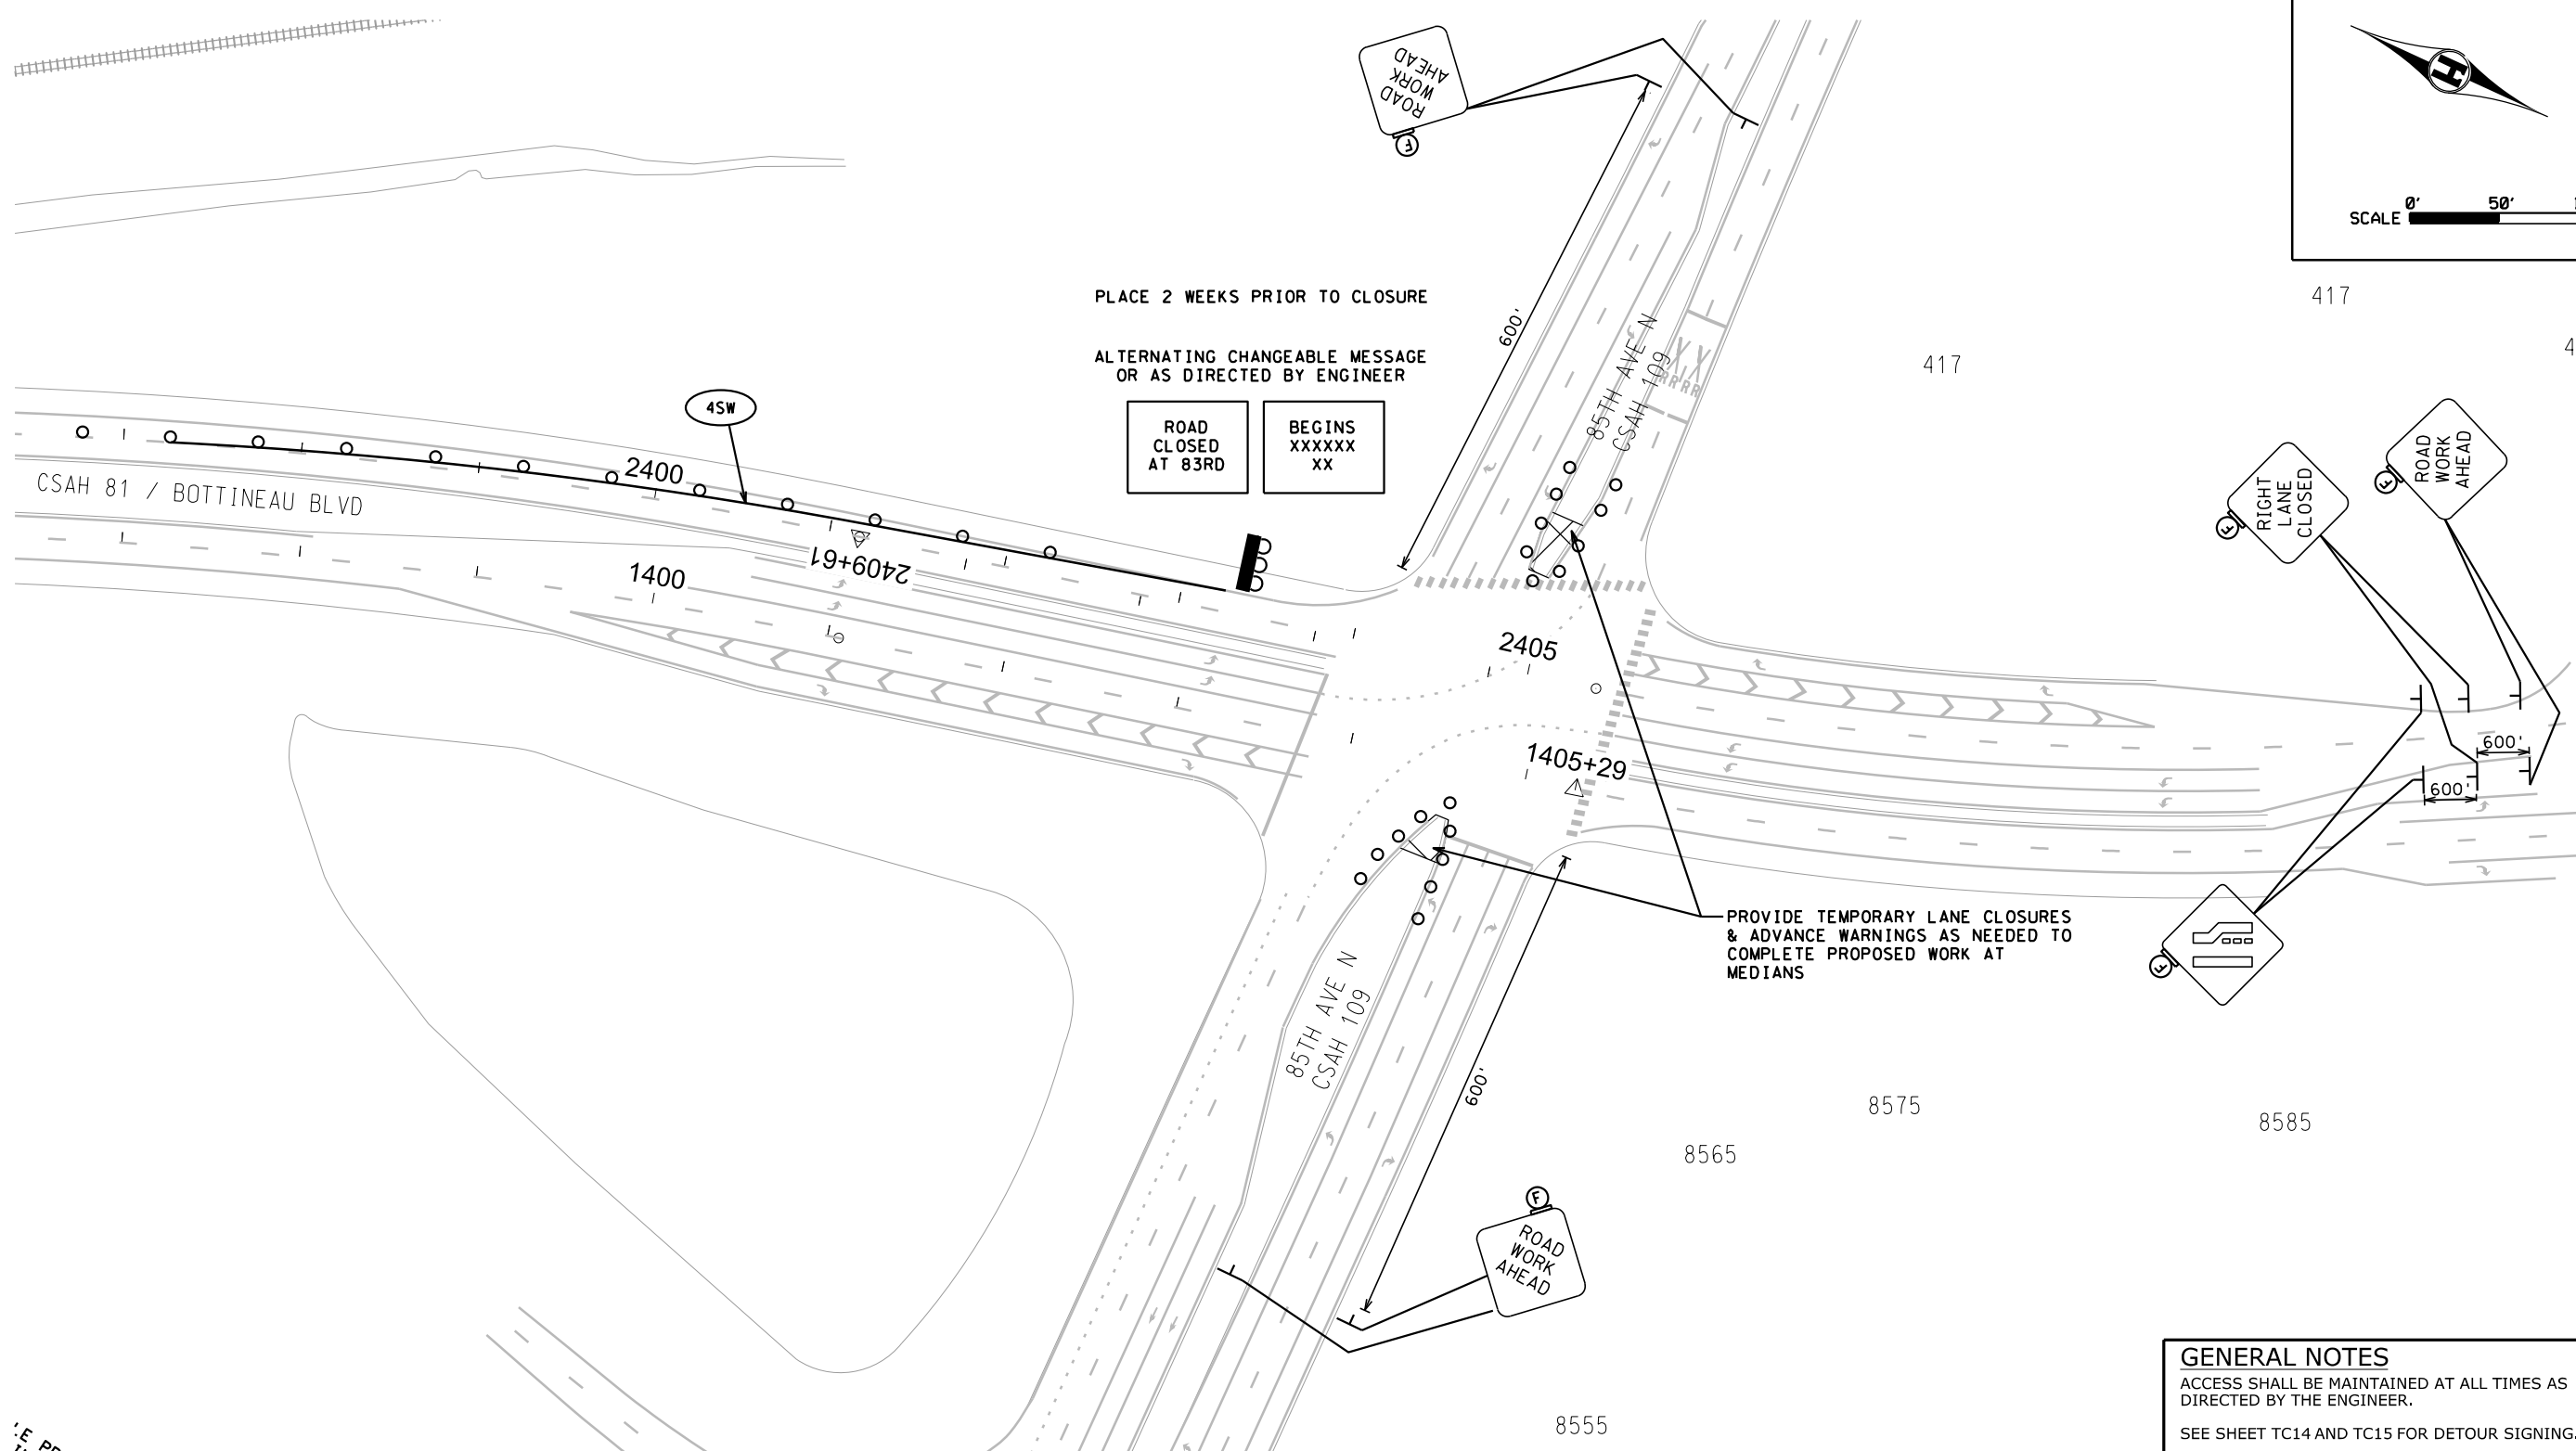 ROAD
WORK
AHEAD
F
SCALE
0'
50'
417
417
PLACE 2 WEEKS PRIOR TO CLOSURE
ALTERNATING CHANGEABLE MESSAGE
OR AS DIRECTED BY ENGINEER
ROAD
CLOSED
AT 83RD
BEGINS
XXXXXX
XX
600'
85TH AVE N
CSAH 109
RRRR
4SW
2400
CSAH 81 / BOTTINEAU BLVD
2409+61
1400
2405
1405+29
RIGHT
LANE
CLOSED
F
ROAD
WORK
AHEAD
F
600'
600'
F
PROVIDE TEMPORARY LANE CLOSURES
& ADVANCE WARNINGS AS NEEDED TO
COMPLETE PROPOSED WORK AT
MEDIANS
85TH AVE N
CSAH 109
600'
8575
8585
8565
F
ROAD
WORK
AHEAD
8555
GENERAL NOTES
ACCESS SHALL BE MAINTAINED AT ALL TIMES AS
DIRECTED BY THE ENGINEER.
SEE SHEET TC14 AND TC15 FOR DETOUR SIGNING.